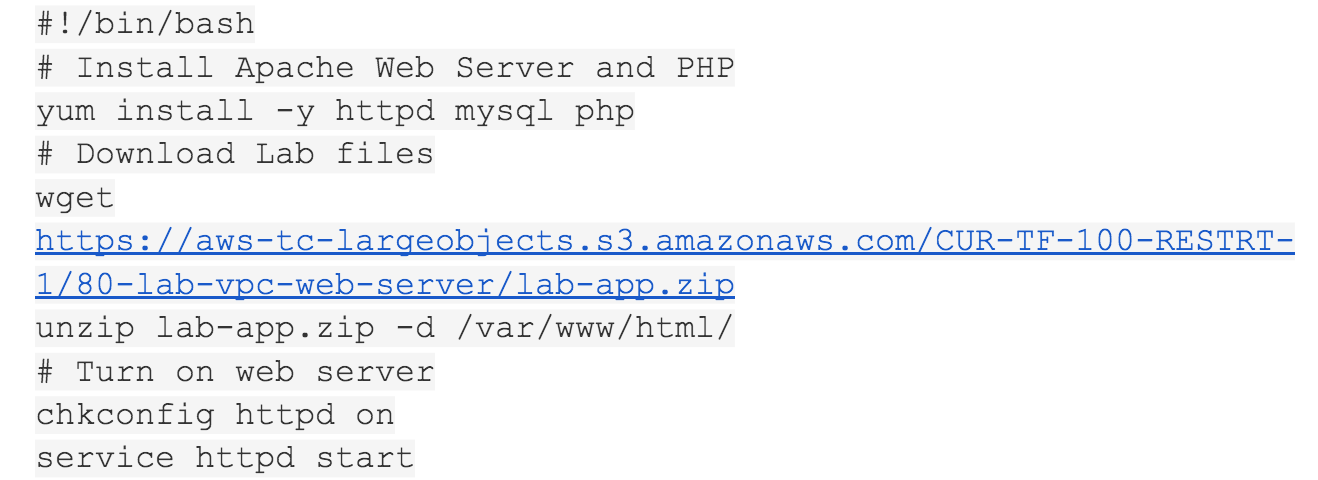 #!/bin/bash
# Install Apache Web Server and PHP
yum install -y httpd mysql php
# Download Lab files
wget
https://aws-tc-largeobjects.s3.amazonaws.com/CUR-TF-100-RESTRT-
1/80-lab-vpc-web-server/lab-app.zip
unzip lab-app.zip -d /var/www/html/
# Turn on web server
chkconfig httpd on
service httpd start